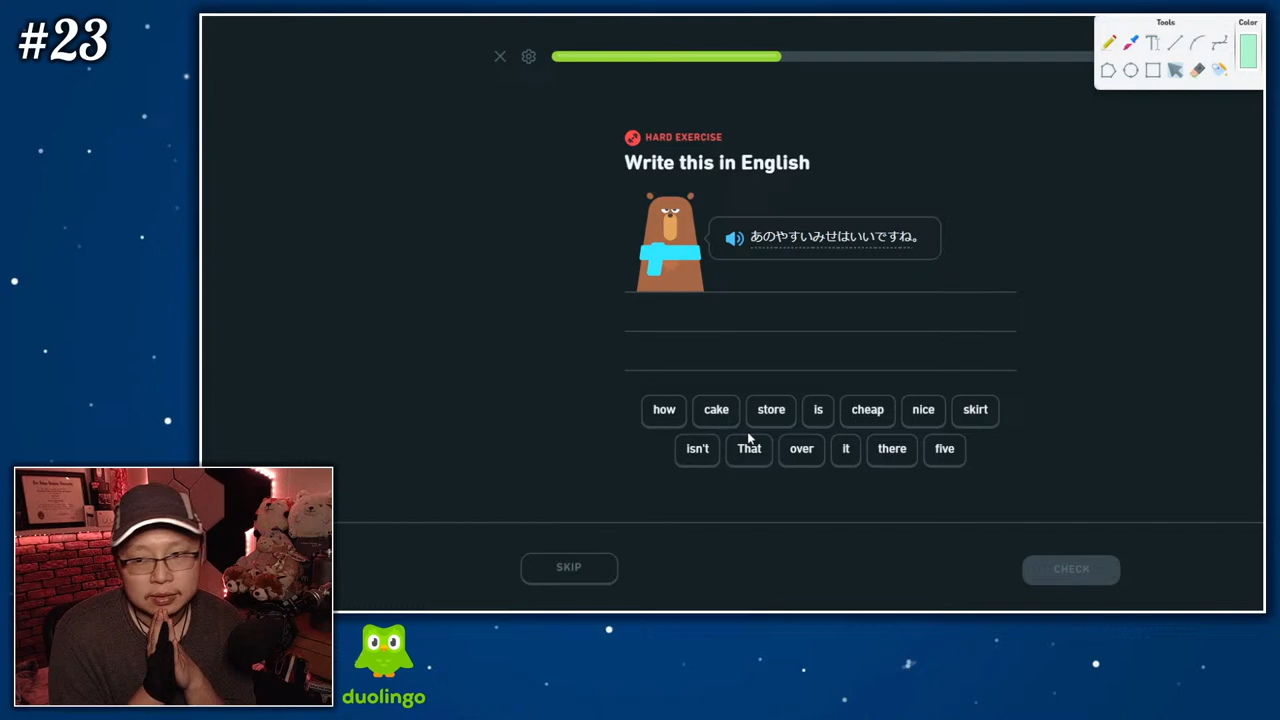 #23
Tools
Color
HARD EXERCISE
Write this in English
あのやすいみせはいいですね。
how cake store is cheap nice skirt
isn't That over it there five
SKIP
CHECK
duolingo